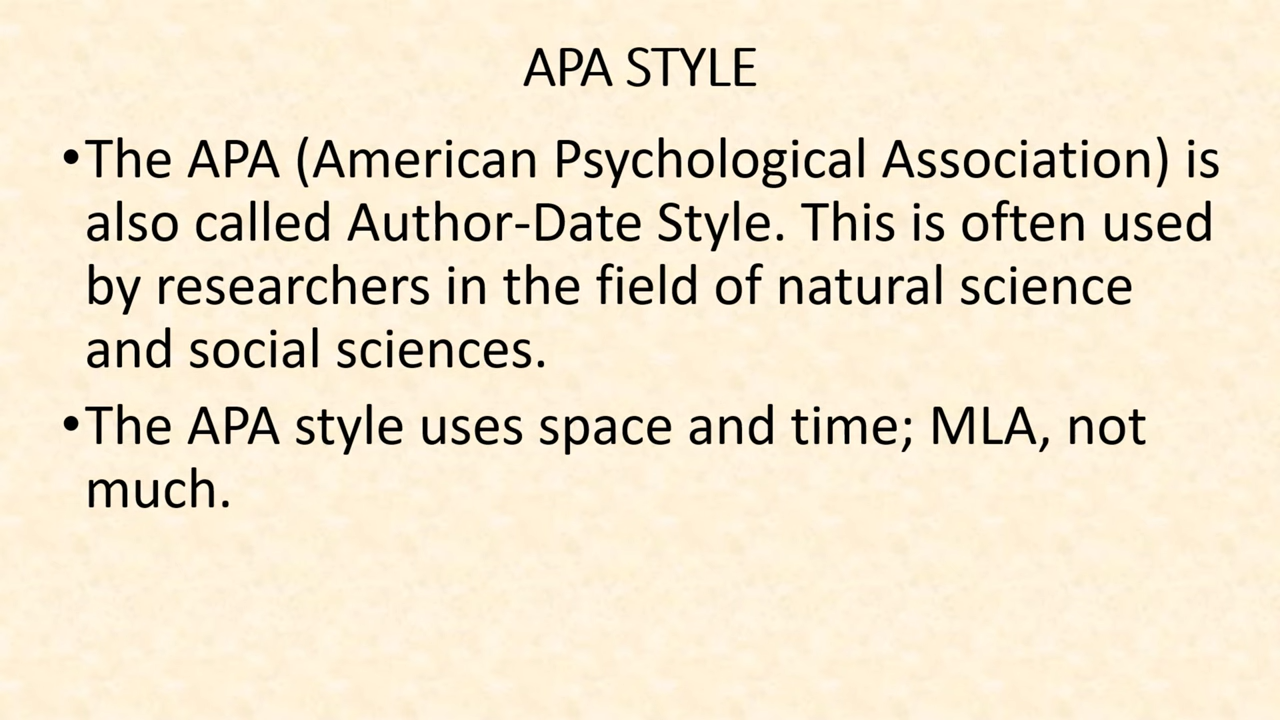 APA STYLE
•The APA (American Psychological Association) is
also called Author-Date Style. This is often used
by researchers in the field of natural science
and social sciences.
•The APA style uses space and time; MLA, not
much.